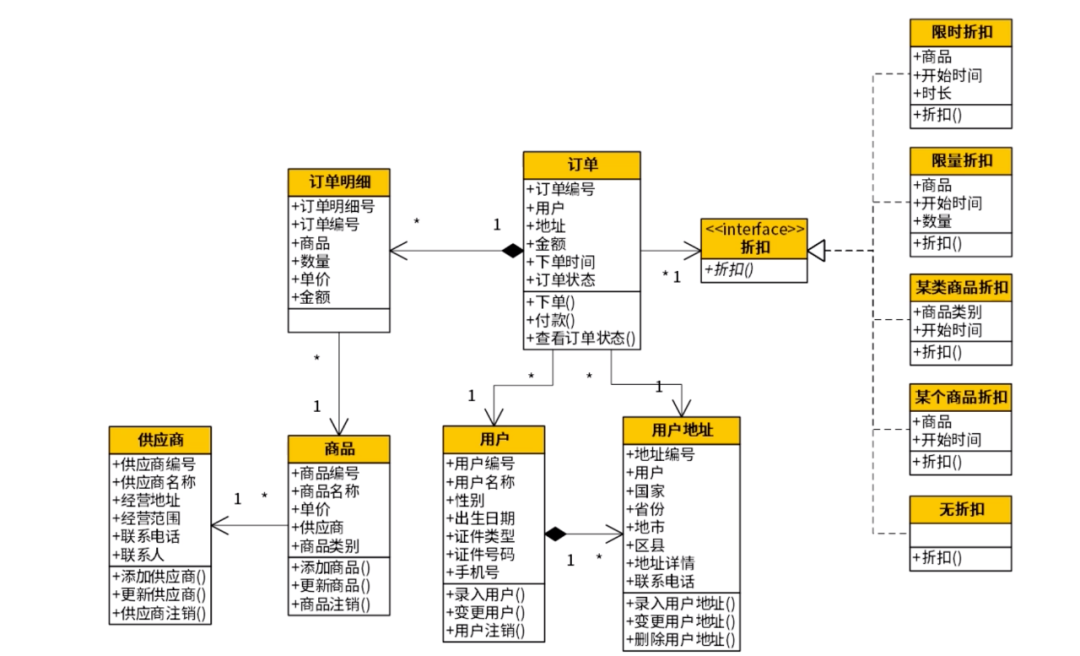 限时折扣
+商品
+开始时间
+时长
+折扣()
限量折扣
+商品
+开始时间
+数量
+折扣()
某类商品折扣
+商品类别
+开始时间
+折扣()
某个商品折扣
+商品
+开始时间
+折扣()
无折扣
+折扣()
订单
+订单编号
+用户
+地址
+金额
+下单时间
+订单状态
+下单()
+付款()
+查看订单状态()
<<interface>>
折扣
+折扣()
* 1
订单明细
+订单明细号
+订单编号
+商品
+数量
+单价
+金额
*
1
*
1
*
1
*
1
供应商
+供应商编号
+供应商名称
+经营地址
+经营范围
+联系电话
+联系人
+添加供应商()
+更新供应商()
+供应商注销()
1 *
商品
+商品编号
+商品名称
+单价
+供应商
+商品类别
+添加商品()
+更新商品()
+商品注销()
用户
+用户编号
+用户名称
+性别
+出生日期
+证件类型
+证件号码
+手机号
+录入用户()
+变更用户()
+用户注销()
1 *
用户地址
+地址编号
+用户
+国家
+省份
+地市
+区县
+地址详情
+联系电话
+录入用户地址()
+变更用户地址()
+删除用户地址()